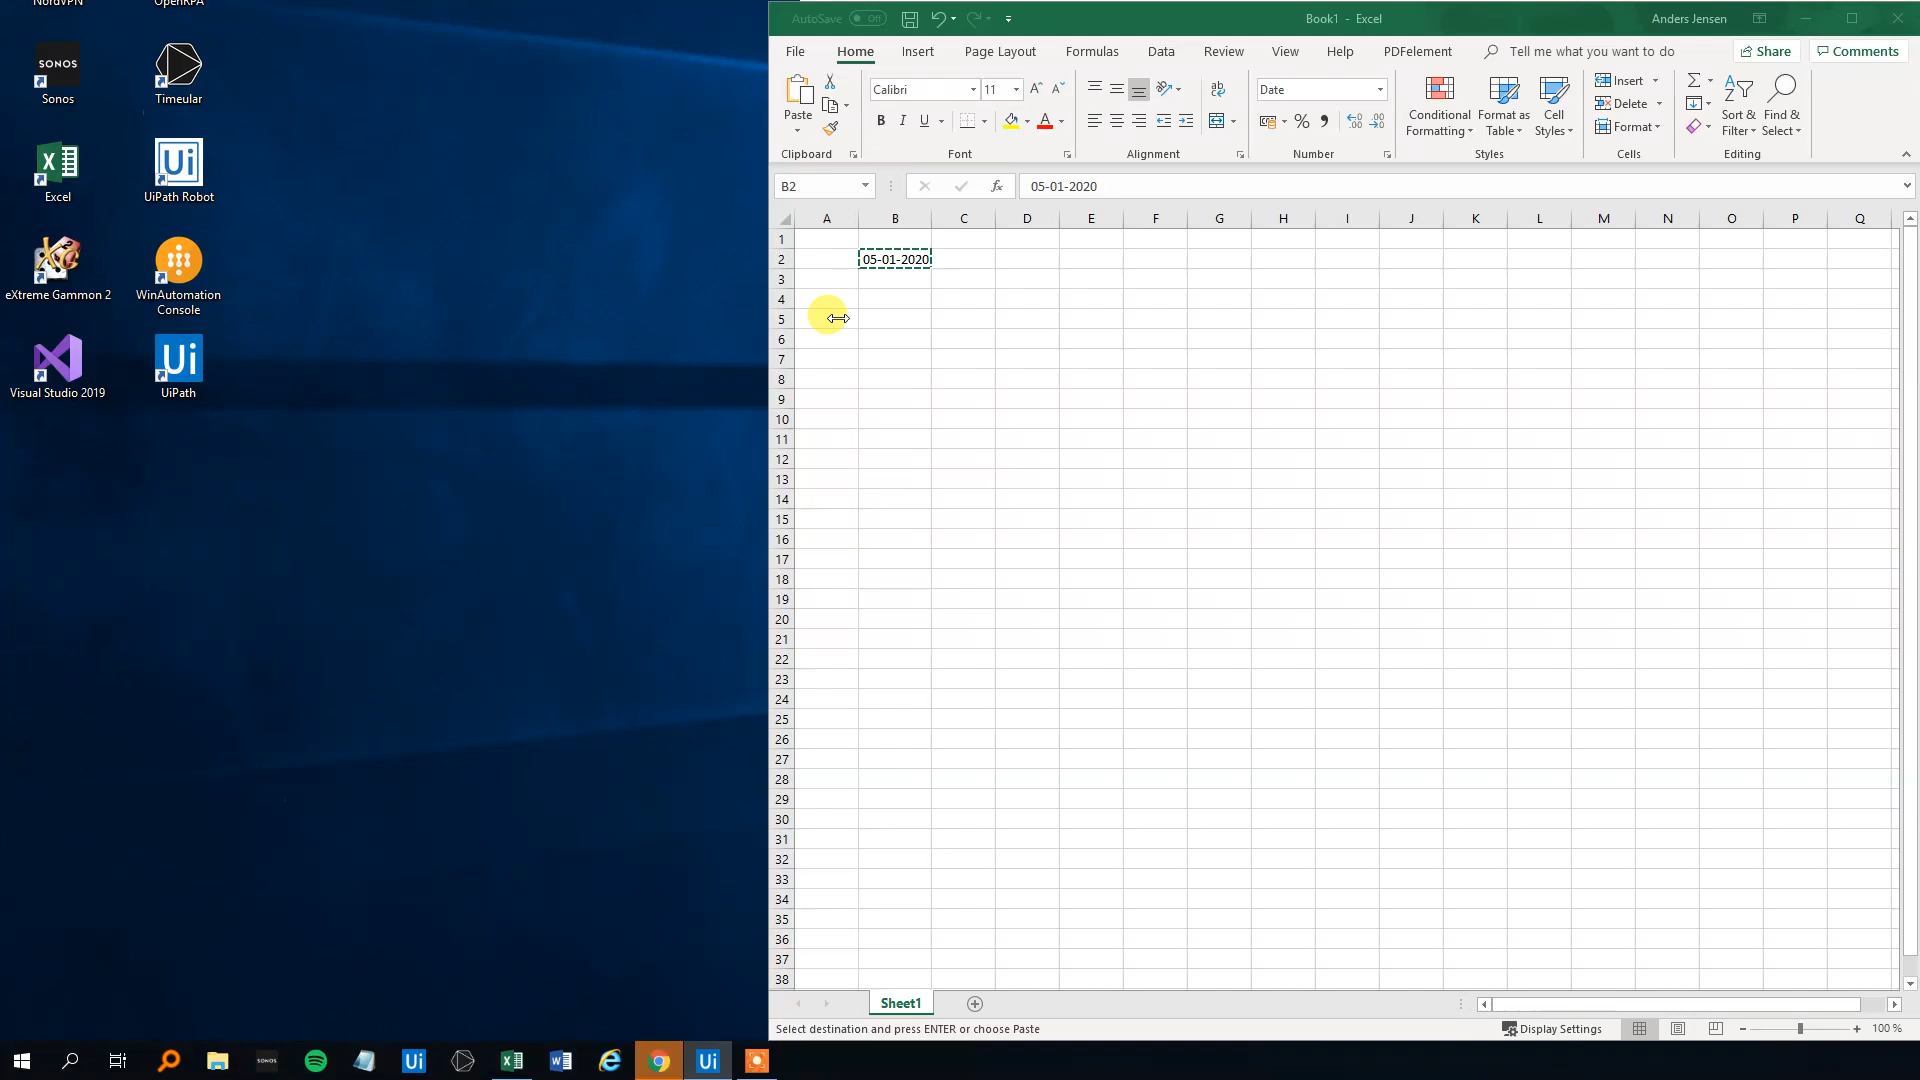 NordVPN
OpenRPA
SONOS
Sonos
Timeular
Excel
Ui
UiPath Robot
eXtreme Gammon 2
WinAutomation
Console
Visual Studio 2019
Ui
UiPath
AutoSave Off
Book1 - Excel
Anders Jensen
File Home Insert Page Layout Formulas Data Review View Help PDFelement Tell me what you want to do Share Comments
Paste
Calibri 11
B I U
Date
Conditional
Formatting
Format as
Table
Cell
Styles
Insert
Delete
Format
Sort &
Filter
Find &
Select
Clipboard Font Alignment Number Styles Cells Editing
B2 fx 05-01-2020
A B C D E F G H I J K L M N O P Q
1
2 05-01-2020
3
4
5
6
7
8
9
10
11
12
13
14
15
16
17
18
19
20
21
22
23
24
25
26
27
28
29
30
31
32
33
34
35
36
37
38
Sheet1
Select destination and press ENTER or choose Paste
Display Settings
100 %
SONOS
Ui
Ui